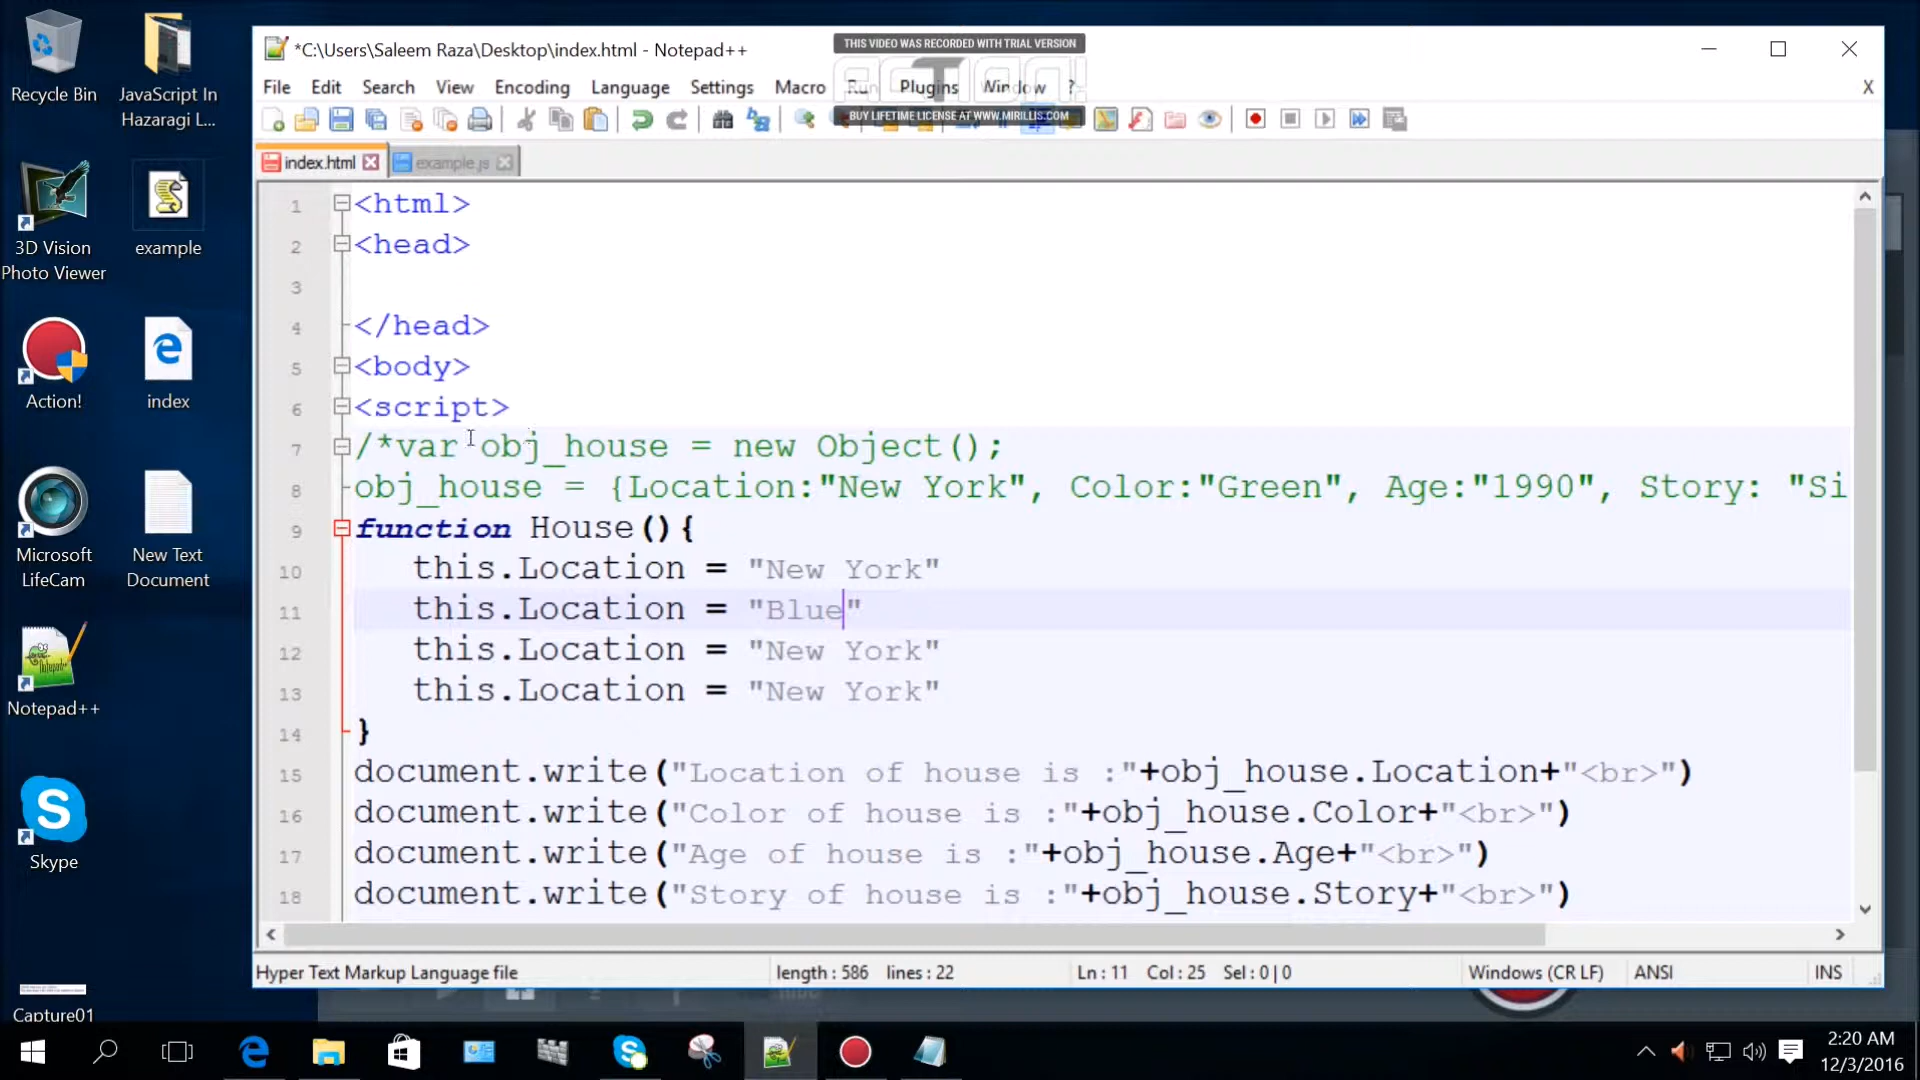 Recycle Bin
JavaScript In
Hazaragi L...
3D Vision
Photo Viewer
example
Action!
index
Microsoft
LifeCam
New Text
Document
Notepad++
Skype
Capture01
*C:\Users\Saleem Raza\Desktop\index.html - Notepad++
THIS VIDEO WAS RECORDED WITH TRIAL VERSION
BUY LIFETIME LICENSE AT WWW.MIRILLIS.COM
File Edit Search View Encoding Language Settings Macro Run Plugins Window ? X
index.html example.js
1 <html>
2 <head>
3
4 </head>
5 <body>
6 <script>
7 /*var obj_house = new Object();
8 obj_house = {Location:"New York", Color:"Green", Age:"1990", Story: "Si
9 function House(){
10 this.Location = "New York"
11 this.Location = "Blue"
12 this.Location = "New York"
13 this.Location = "New York"
14 }
15 document.write("Location of house is :"+obj_house.Location+"<br>")
16 document.write("Color of house is :"+obj_house.Color+"<br>")
17 document.write("Age of house is :"+obj_house.Age+"<br>")
18 document.write("Story of house is :"+obj_house.Story+"<br>")
Hyper Text Markup Language file length : 586 lines : 22 Ln : 11 Col : 25 Sel : 0 | 0 Windows (CR LF) ANSI INS
2:20 AM
12/3/2016